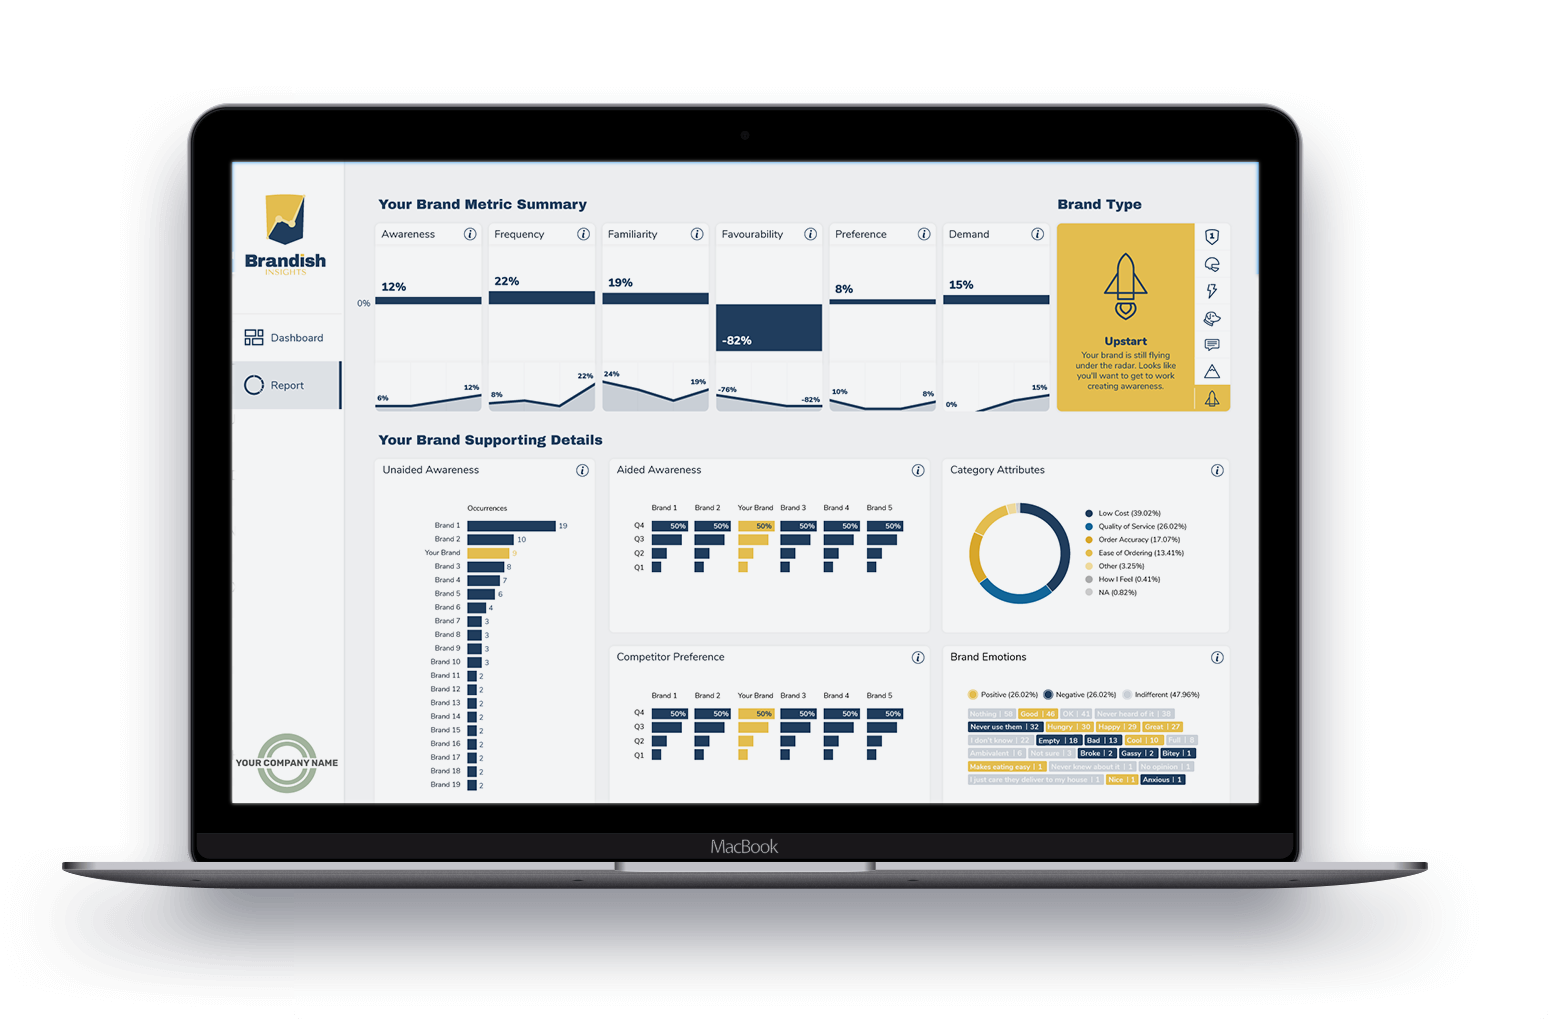 Brandish
INSIGHTS
Dashboard
Report
YOUR COMPANY NAME
Your Brand Metric Summary
Awareness
12%
0%
6%
12%
Frequency
22%
8%
22%
Familiarity
19%
24%
19%
Favourability
-82%
-76%
-82%
Preference
8%
10%
8%
Demand
15%
0%
15%
Brand Type
1
Upstart
Your brand is still flying
under the radar. Looks like
you'll want to get to work
creating awareness.
Your Brand Supporting Details
Unaided Awareness
Occurrences
Brand 1 19
Brand 2 10
Your Brand 9
Brand 3 8
Brand 4 7
Brand 5 6
Brand 6 4
Brand 7 3
Brand 8 3
Brand 9 3
Brand 10 3
Brand 11 2
Brand 12 2
Brand 13 2
Brand 14 2
Brand 15 2
Brand 16 2
Brand 17 2
Brand 18 2
Brand 19 2
Aided Awareness
Brand 1 Brand 2 Your Brand Brand 3 Brand 4 Brand 5
Q4 50% 50% 50% 50% 50% 50%
Q3
Q2
Q1
Competitor Preference
Brand 1 Brand 2 Your Brand Brand 3 Brand 4 Brand 5
Q4 50% 50% 50% 50% 50% 50%
Q3
Q2
Q1
Category Attributes
Low Cost (39.02%)
Quality of Service (26.02%)
Order Accuracy (17.07%)
Ease of Ordering (13.41%)
Other (3.25%)
How I Feel (0.41%)
NA (0.82%)
Brand Emotions
Positive (26.02%) Negative (26.02%) Indifferent (47.96%)
Nothing | 58 Good | 46 OK | 41 Never heard of it | 38
Never use them | 32 Hungry | 30 Happy | 29 Great | 27
I don't know | 22 Empty | 18 Bad | 13 Cool | 10 Full | 8
Ambivalent | 6 Not sure | 3 Broke | 2 Gassy | 2 Bitey | 1
Makes eating easy | 1 Never knew about it | 1 No opinion | 1
I just care they deliver to my house | 1 Nice | 1 Anxious | 1
MacBook